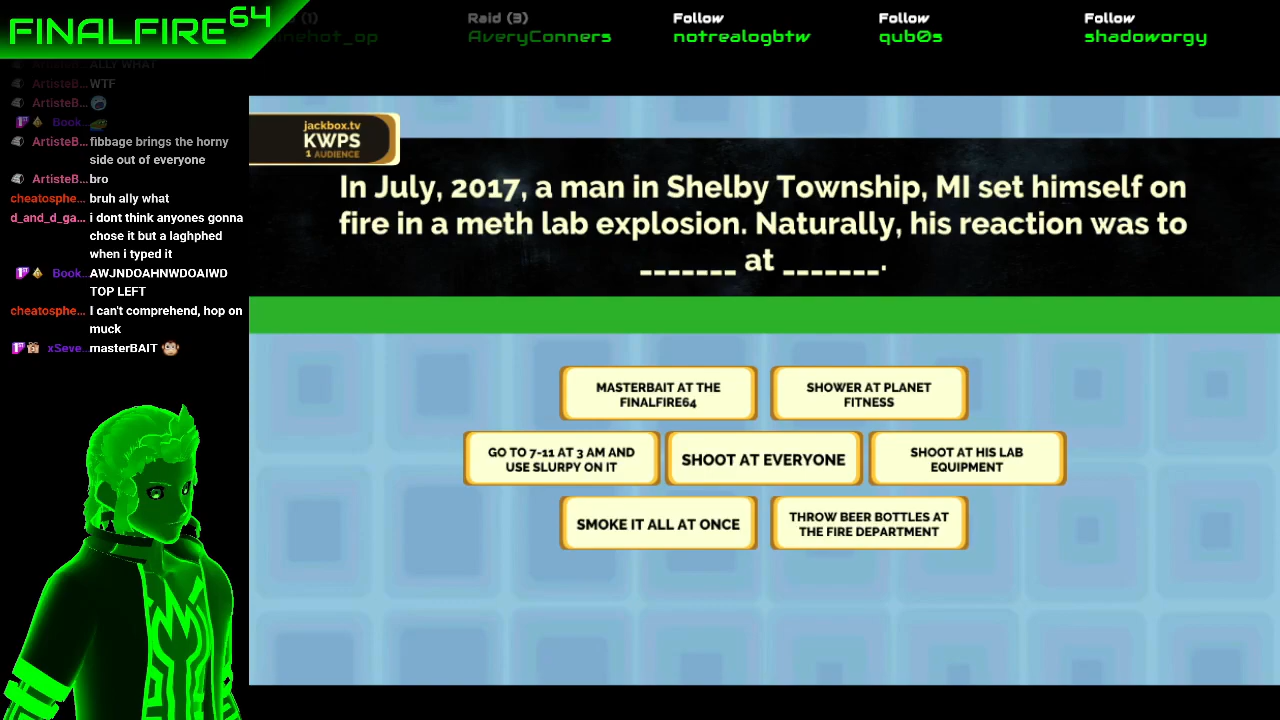 FINALFIRE64
(1)
nehot_op
Raid (3)
AveryConners
Follow
notrealogbtw
Follow
qub0s
Follow
shadoworgy
ALLY WHAT
ArtisteB... WTF
ArtisteB...
Book...
ArtisteB... fibbage brings the horny
side out of everyone
ArtisteB... bro
cheatosphe... bruh ally what
d_and_d_ga... i dont think anyones gonna
chose it but a laghphed
when i typed it
Book... AWJNDOAHNWDOAIWD
TOP LEFT
cheatosphe... I can't comprehend, hop on
muck
xSeve... masterBAIT
jackbox.tv
KWPS
1 AUDIENCE
In July, 2017, a man in Shelby Township, MI set himself on
fire in a meth lab explosion. Naturally, his reaction was to
_______ at _______.
MASTERBAIT AT THE
FINALFIRE64
SHOWER AT PLANET
FITNESS
GO TO 7-11 AT 3 AM AND
USE SLURPY ON IT
SHOOT AT EVERYONE
SHOOT AT HIS LAB
EQUIPMENT
SMOKE IT ALL AT ONCE
THROW BEER BOTTLES AT
THE FIRE DEPARTMENT